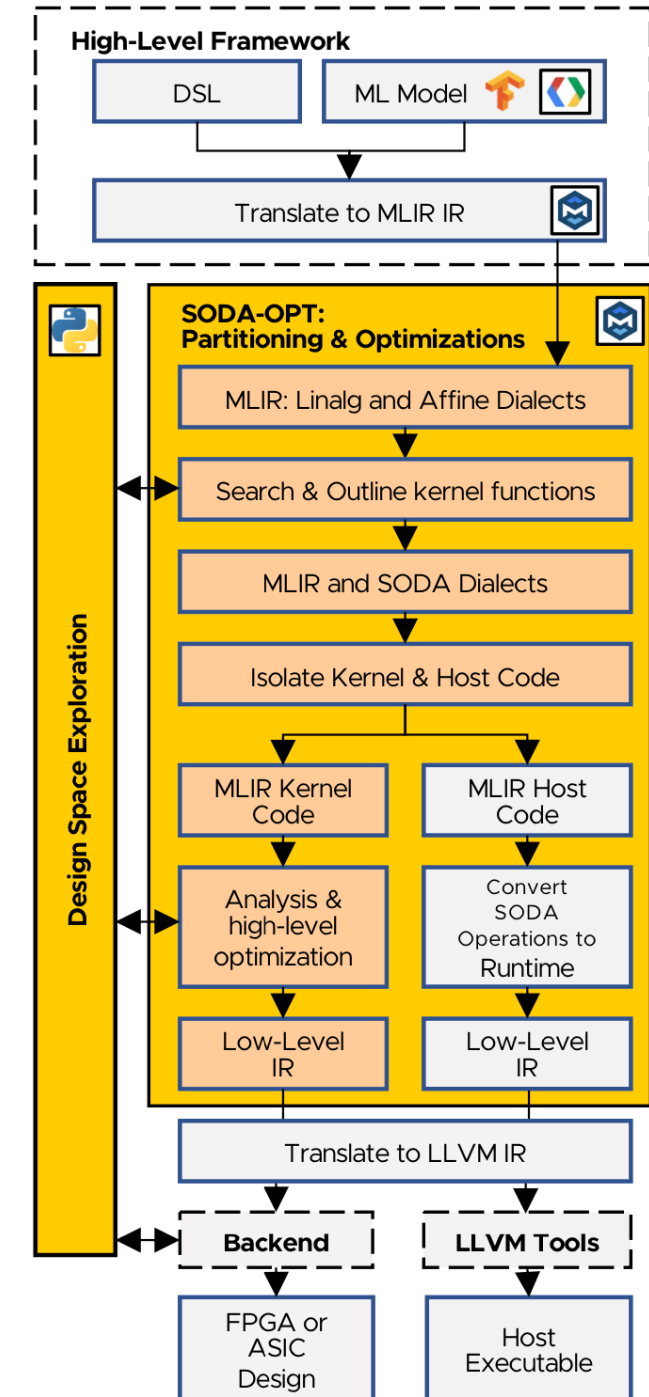 High-Level Framework
DSL
ML Model
Translate to MLIR IR
SODA-OPT:
Partitioning & Optimizations
MLIR: Linalg and Affine Dialects
Search & Outline kernel functions
MLIR and SODA Dialects
Isolate Kernel & Host Code
Design Space Exploration
MLIR Kernel
Code
MLIR Host
Code
Analysis &
high-level
optimization
Convert
SODA
Operations to
Runtime
Low-Level
IR
Low-Level
IR
Translate to LLVM IR
Backend
LLVM Tools
FPGA or
ASIC
Design
Host
Executable